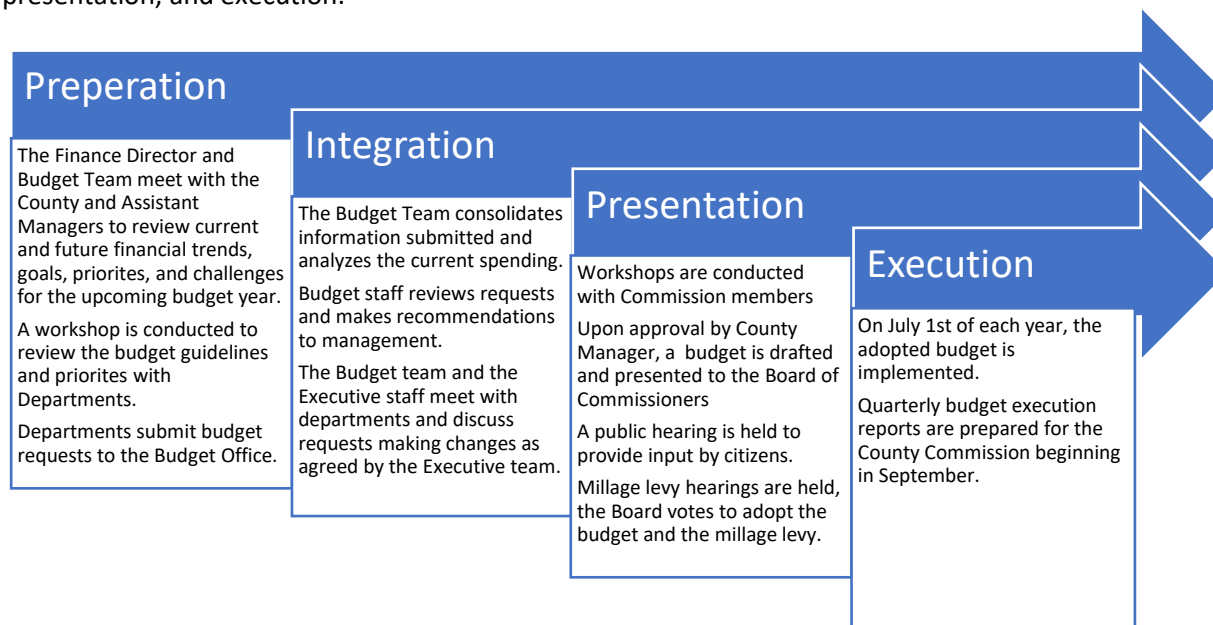 presentation, and execution.
Preperation
The Finance Director and
Budget Team meet with the
County and Assistant
Managers to review current
and future financial trends,
goals, priorites, and challenges
for the upcoming budget year.
A workshop is conducted to
review the budget guidelines
and priorites with
Departments.
Departments submit budget
requests to the Budget Office.
Integration
The Budget Team consolidates
information submitted and
analyzes the current spending.
Budget staff reviews requests
and makes recommendations
to management.
The Budget team and the
Executive staff meet with
departments and discuss
requests making changes as
agreed by the Executive team.
Presentation
Workshops are conducted
with Commission members
Upon approval by County
Manager, a  budget is drafted
and presented to the Board of
Commissioners
A public hearing is held to
provide input by citizens.
Millage levy hearings are held,
the Board votes to adopt the
budget and the millage levy.
Execution
On July 1st of each year, the
adopted budget is
implemented.
Quarterly budget execution
reports are prepared for the
County Commission beginning
in September.